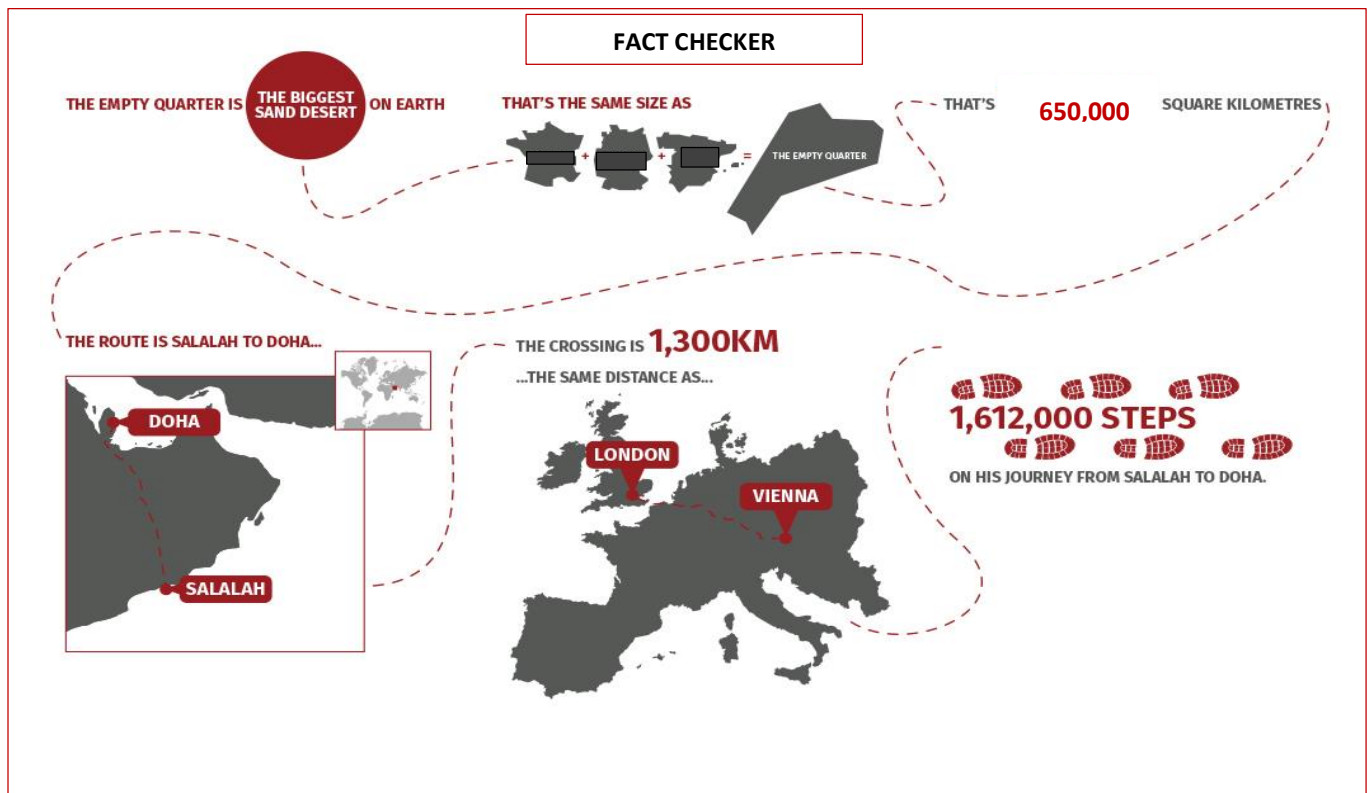 FACT CHECKER
THE EMPTY QUARTER IS
THE BIGGEST
SAND DESERT
ON EARTH
THAT'S THE SAME SIZE AS
+ + =
THE EMPTY QUARTER
THAT'S 650,000 SQUARE KILOMETRES
THE ROUTE IS SALALAH TO DOHA...
DOHA
SALALAH
THE CROSSING IS 1,300KM
...THE SAME DISTANCE AS...
LONDON
VIENNA
1,612,000 STEPS
ON HIS JOURNEY FROM SALALAH TO DOHA.